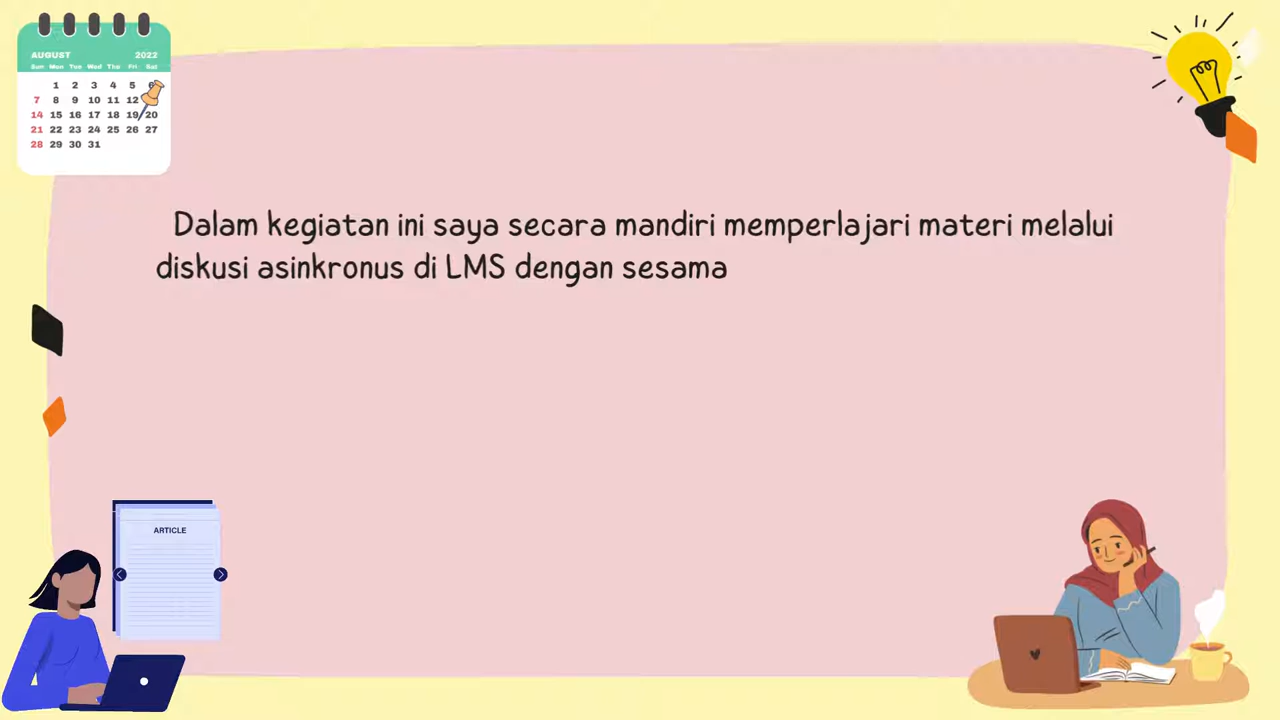 AUGUST 2022
Sun Mon Tue Wed Thu Fri Sat
1 2 3 4 5 6
7 8 9 10 11 12
14 15 16 17 18 19 20
21 22 23 24 25 26 27
28 29 30 31
Dalam kegiatan ini saya secara mandiri memperlajari materi melalui
diskusi asinkronus di LMS dengan sesama
ARTICLE